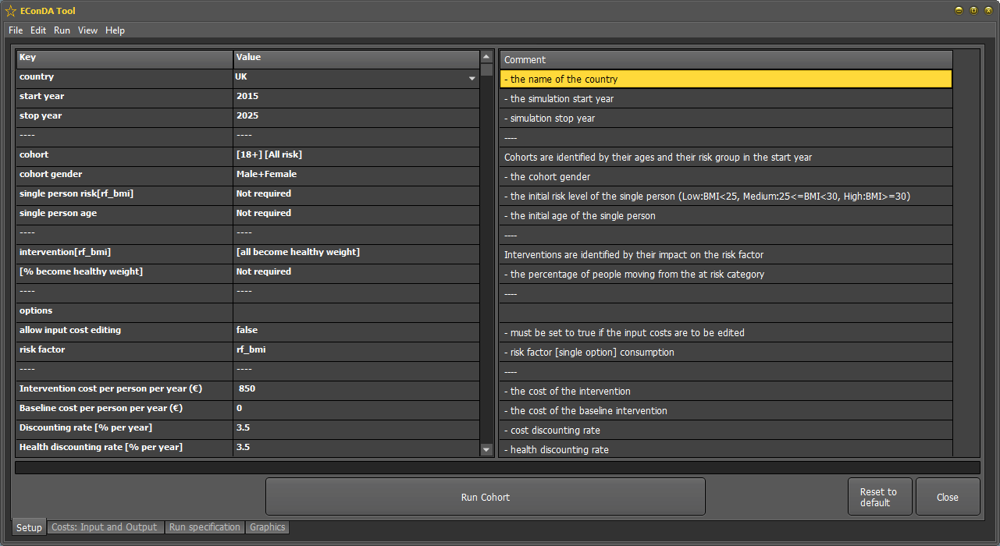 EConDA Tool
File Edit Run View Help
Key Value Comment
country UK - the name of the country
start year 2015 - the simulation start year
stop year 2025 - simulation stop year
---- ---- ----
cohort [18+] [All risk] Cohorts are identified by their ages and their risk group in the start year
cohort gender Male+Female - the cohort gender
single person risk[rf_bmi] Not required - the initial risk level of the single person (Low:BMI<25, Medium:25<=BMI<30, High:BMI>=30)
single person age Not required - the initial age of the single person
---- ---- ----
intervention[rf_bmi] [all become healthy weight] Interventions are identified by their impact on the risk factor
[% become healthy weight] Not required - the percentage of people moving from the at risk category
---- ---- ----
options
allow input cost editing false - must be set to true if the input costs are to be edited
risk factor rf_bmi - risk factor [single option] consumption
---- ---- ----
Intervention cost per person per year (€) 850 - the cost of the intervention
Baseline cost per person per year (€) 0 - the cost of the baseline intervention
Discounting rate [% per year] 3.5 - cost discounting rate
Health discounting rate [% per year] 3.5 - health discounting rate
Run Cohort
Reset to
default
Close
Setup Costs: Input and Output Run specification Graphics